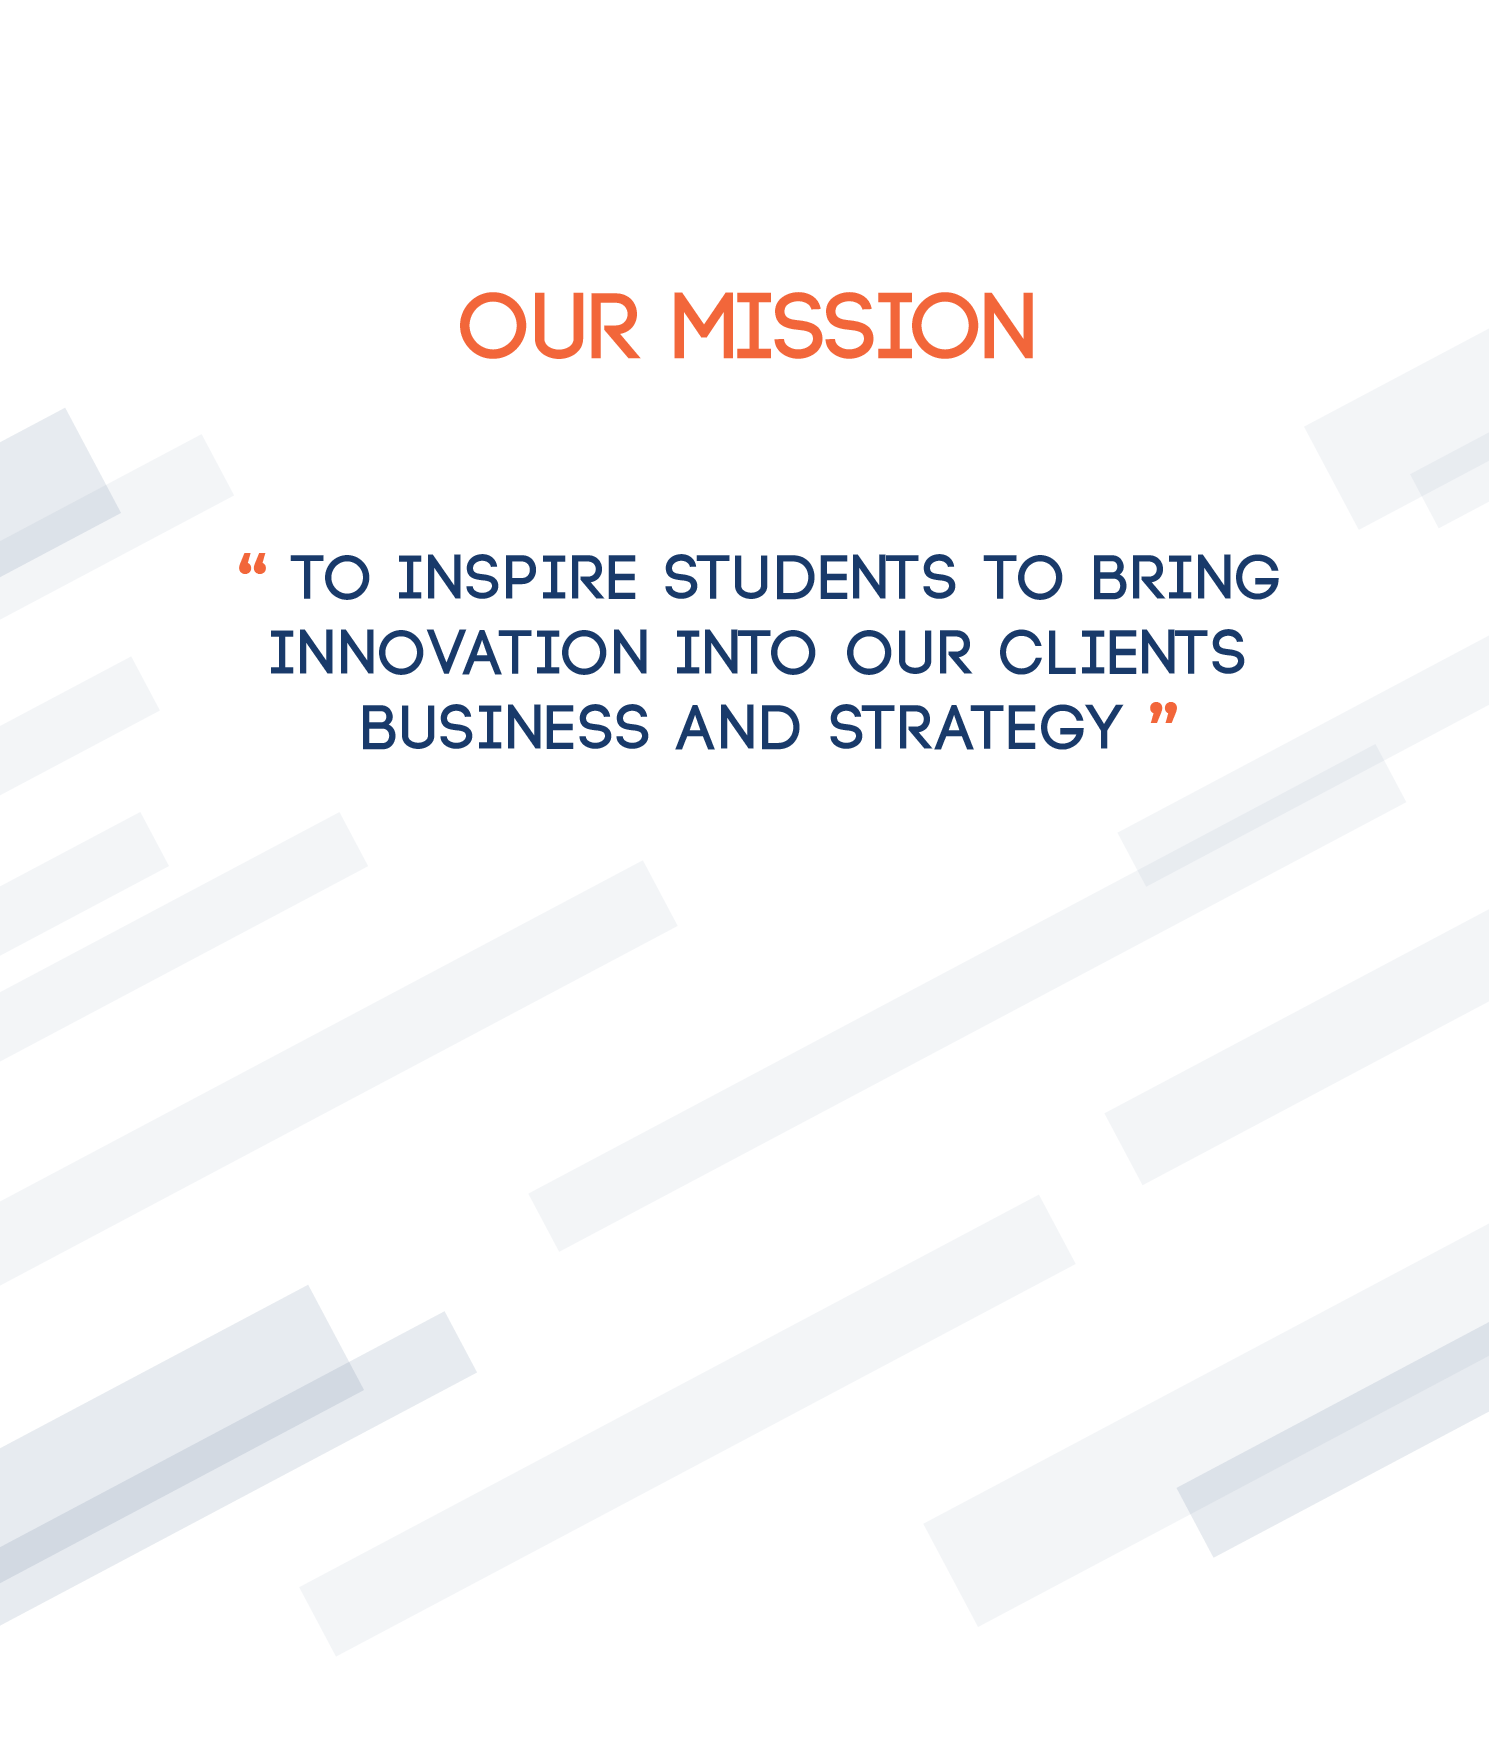 OUR MISSION
“ TO INSPIRE STUDENTS TO BRING
INNOVATION INTO OUR CLIENTS
BUSINESS AND STRATEGY ”